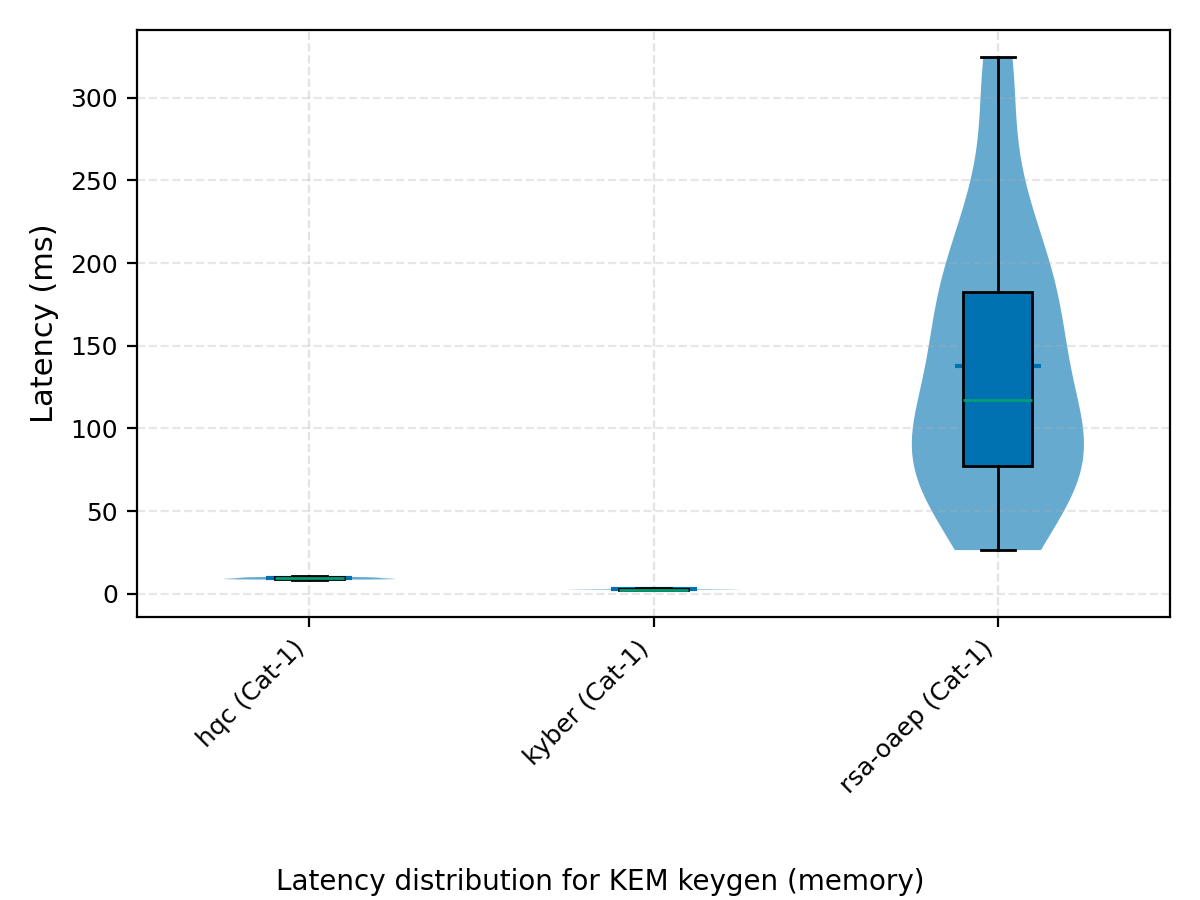 300
250
200
150
100
50
0
Latency (ms)
hqc (Cat-1)
kyber (Cat-1)
rsa-oaep (Cat-1)
Latency distribution for KEM keygen (memory)